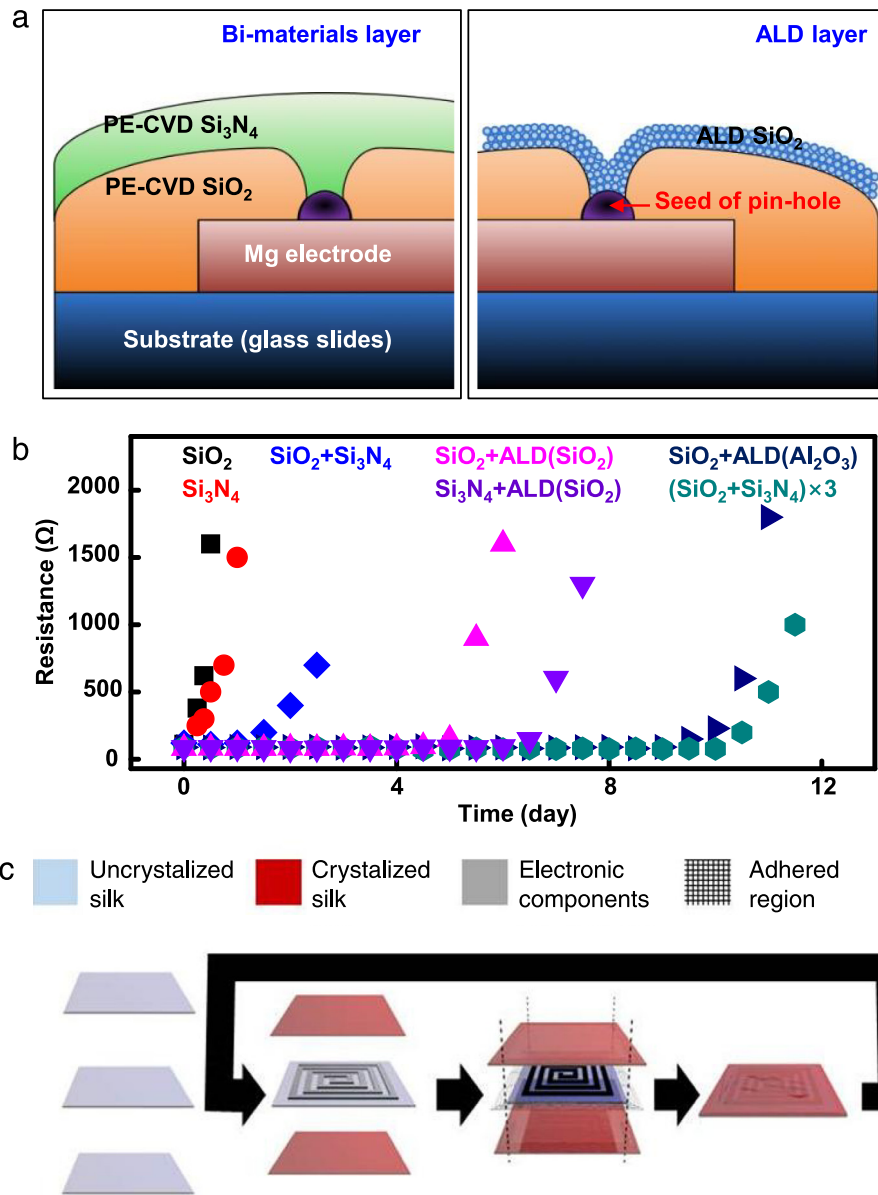 a
Bi-materials layer
ALD layer
PE-CVD Si₃N₄
ALD SiO₂
PE-CVD SiO₂
Seed of pin-hole
Mg electrode
Substrate (glass slides)
b
SiO₂ SiO₂+Si₃N₄ SiO₂+ALD(SiO₂) SiO₂+ALD(Al₂O₃)
Si₃N₄ Si₃N₄+ALD(SiO₂) (SiO₂+Si₃N₄)×3
Resistance (Ω)
2000
1500
1000
500
0
0 4 8 12
Time (day)
c
Uncrystalized silk
Crystalized silk
Electronic components
Adhered region